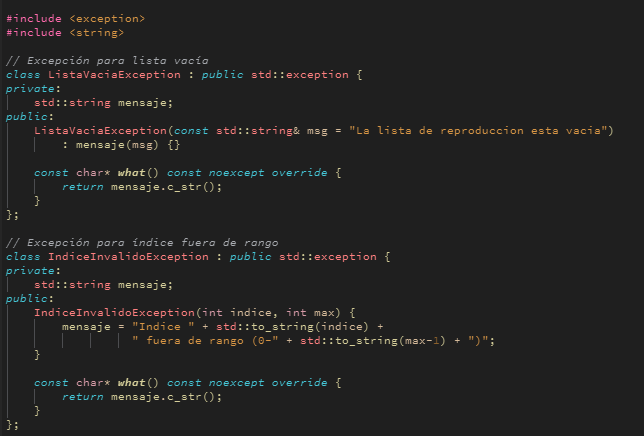 #include <exception>
#include <string>

// Excepción para lista vacía
class ListaVaciaException : public std::exception {
private:
    std::string mensaje;
public:
    ListaVaciaException(const std::string& msg = "La lista de reproduccion esta vacia")
        : mensaje(msg) {}

    const char* what() const noexcept override {
        return mensaje.c_str();
    }
};

// Excepción para índice fuera de rango
class IndiceInvalidoException : public std::exception {
private:
    std::string mensaje;
public:
    IndiceInvalidoException(int indice, int max) {
        mensaje = "Indice " + std::to_string(indice) +
                  " fuera de rango (0-" + std::to_string(max-1) + ")";
    }

    const char* what() const noexcept override {
        return mensaje.c_str();
    }
};